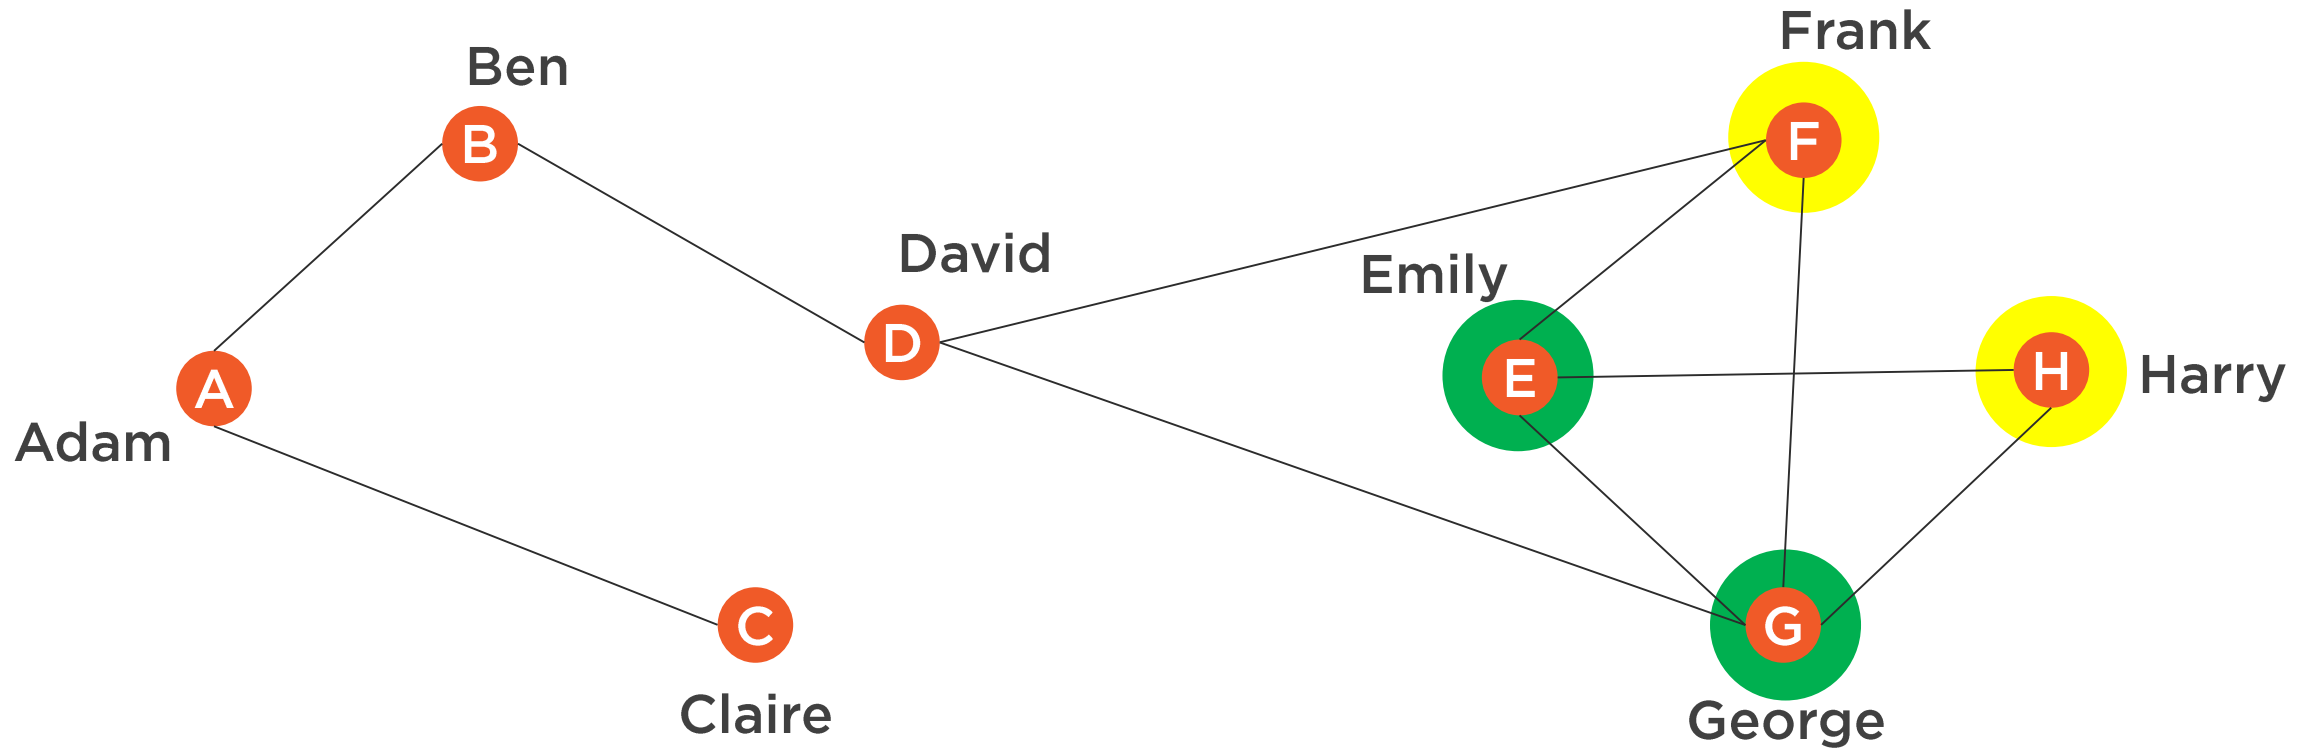 Frank
Ben
F
B
David
Emily
D
E
H
Harry
A
Adam
C
G
Claire
George